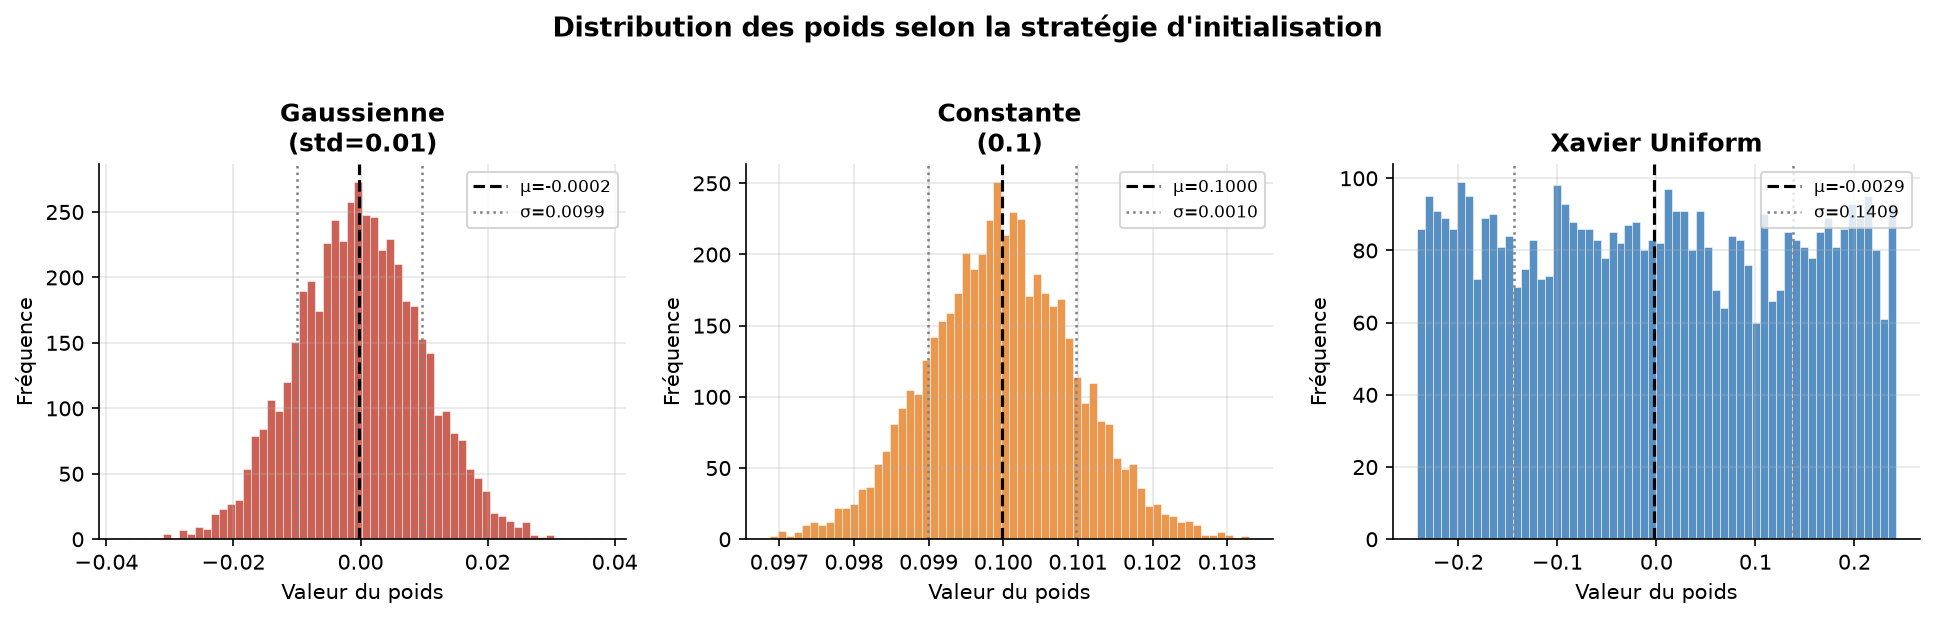 Distribution des poids selon la stratégie d'initialisation
Gaussienne
(std=0.01)
μ=-0.0002
σ=0.0099
Fréquence
250
200
150
100
50
0
−0.04 −0.02 0.00 0.02 0.04
Valeur du poids
Constante
(0.1)
μ=0.1000
σ=0.0010
Fréquence
250
200
150
100
50
0
0.097 0.098 0.099 0.100 0.101 0.102 0.103
Valeur du poids
Xavier Uniform
μ=-0.0029
σ=0.1409
Fréquence
100
80
60
40
20
0
−0.2 −0.1 0.0 0.1 0.2
Valeur du poids